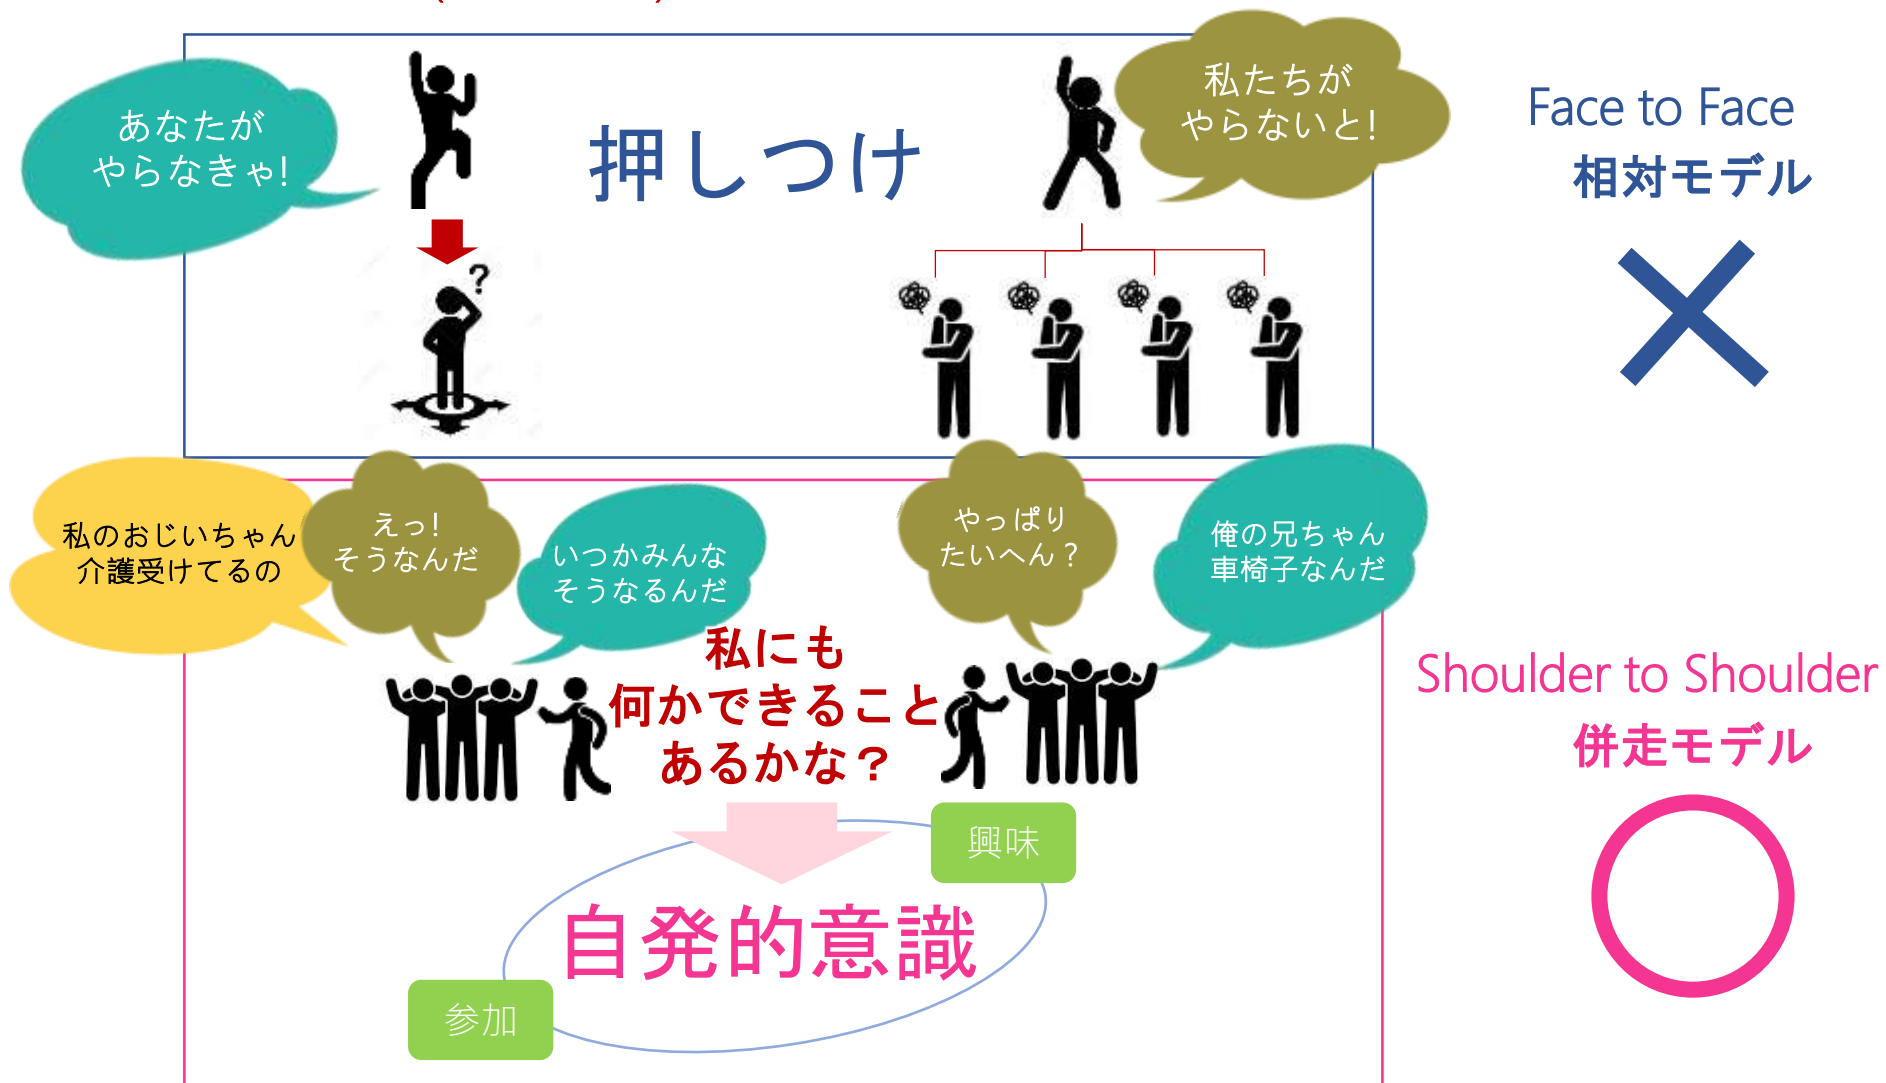 あなたが
やらなきゃ!
押しつけ
私たちが
やらないと!
Face to Face
相対モデル
?
私のおじいちゃん
介護受けてるの
えっ!
そうなんだ
いつかみんな
そうなるんだ
やっぱり
たいへん？
俺の兄ちゃん
車椅子なんだ
私にも
何かできること
あるかな？
Shoulder to Shoulder
併走モデル
興味
自発的意識
参加